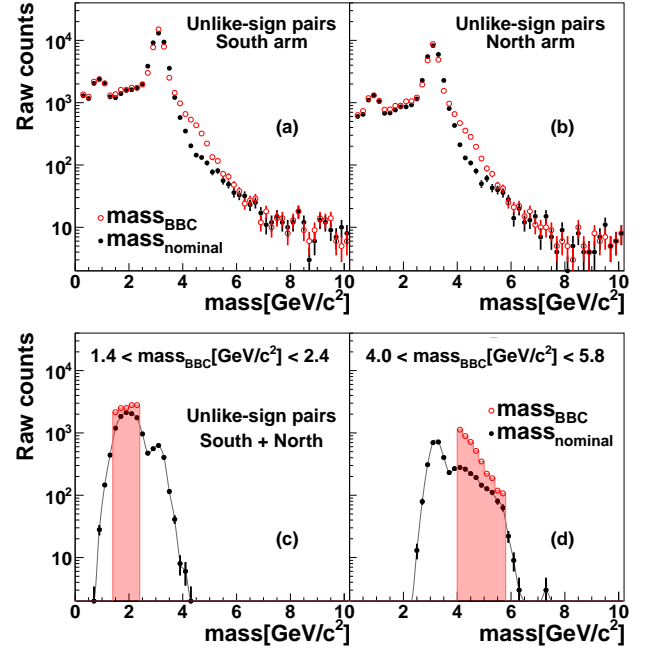 Unlike-sign pairs
South arm
(a)
mass_BBC
mass_nominal
Raw counts
10^4
10^3
10^2
10
0 2 4 6 8 10
mass[GeV/c^2]
Unlike-sign pairs
North arm
(b)
2 4 6 8 10
mass[GeV/c^2]
1.4 < mass_BBC[GeV/c^2] < 2.4
Unlike-sign pairs
South + North
(c)
Raw counts
10^4
10^3
10^2
10
0 2 4 6 8 10
mass[GeV/c^2]
4.0 < mass_BBC[GeV/c^2] < 5.8
mass_BBC
mass_nominal
(d)
2 4 6 8 10
mass[GeV/c^2]